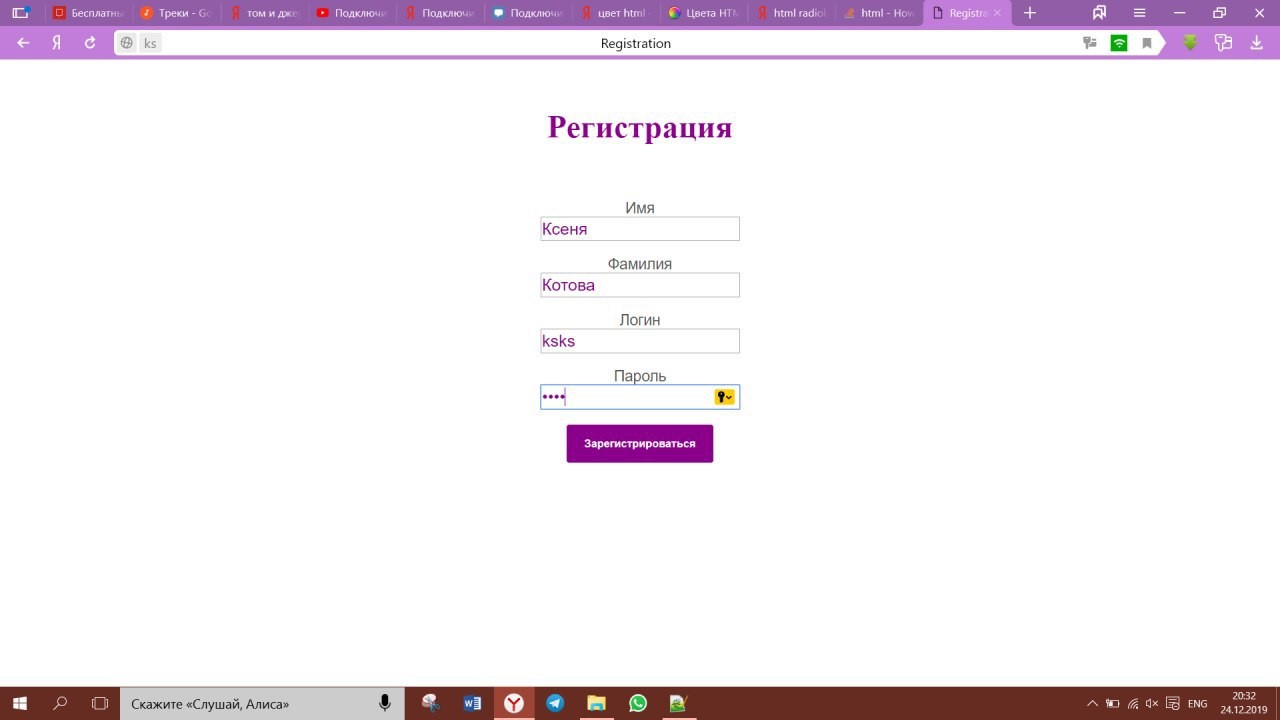 Бесплатны
Треки - Go
том и дже
Подключи
Подключи
Подключи
цвет html -
Цвета HTM
html radiol
html - How
Registra
ks
Registration
Регистрация
Имя
Ксеня
Фамилия
Котова
Логин
ksks
Пароль
••••
Зарегистрироваться
Скажите «Слушай, Алиса»
ENG
20:32
24.12.2019